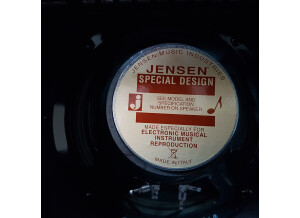 JENSEN MUSIC INDUSTRIES
JENSEN
SPECIAL DESIGN
j
SEE MODEL AND
SPECIFICATION
NUMBER ON SPEAKER
MADE ESPECIALLY FOR
ELECTRONIC MUSICAL
INSTRUMENT
REPRODUCTION
MADE IN ITALY